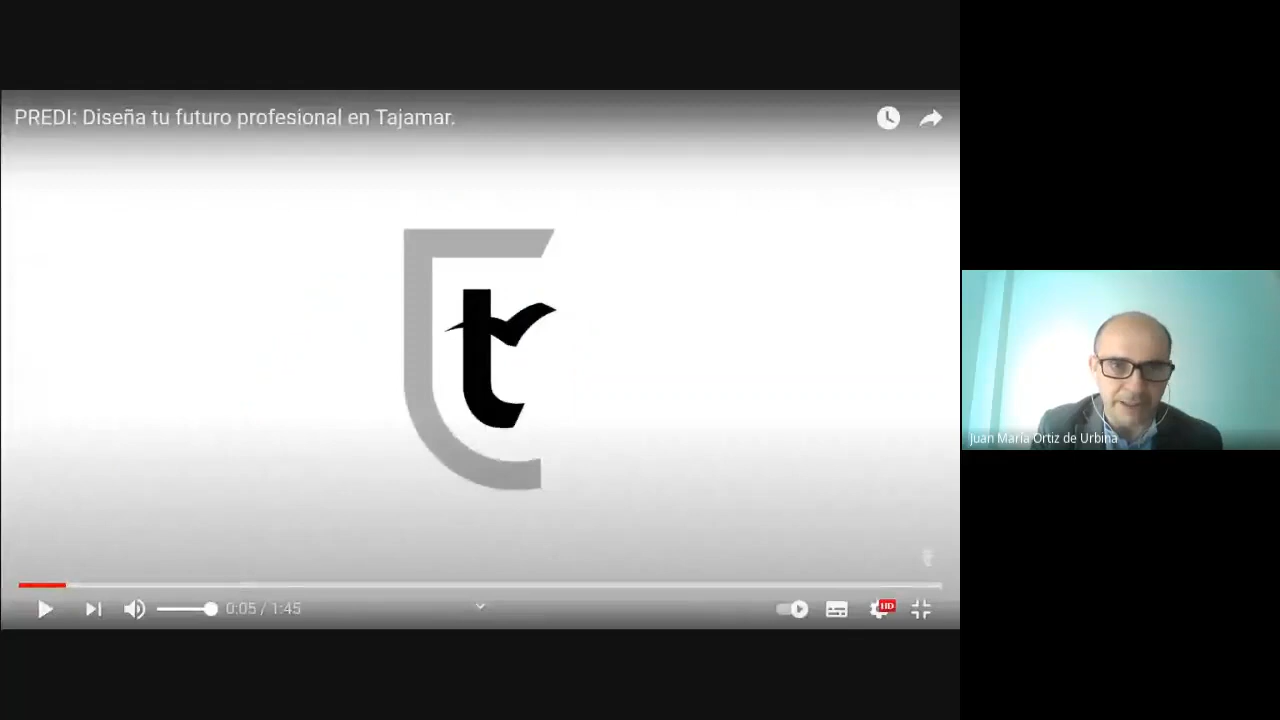 PREDI: Diseña tu futuro profesional en Tajamar.
t
0:05 / 1:45
HD
Juan María Ortiz de Urbina